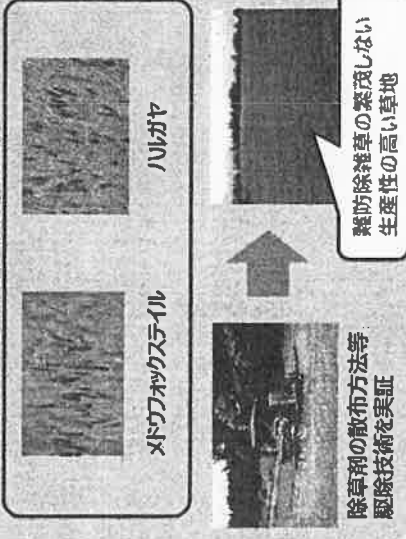 メドウフォックステイル
ハルガヤ
除草剤の散布方法等
駆除技術を実証
難防除雑草の繁茂しない
生産性の高い草地